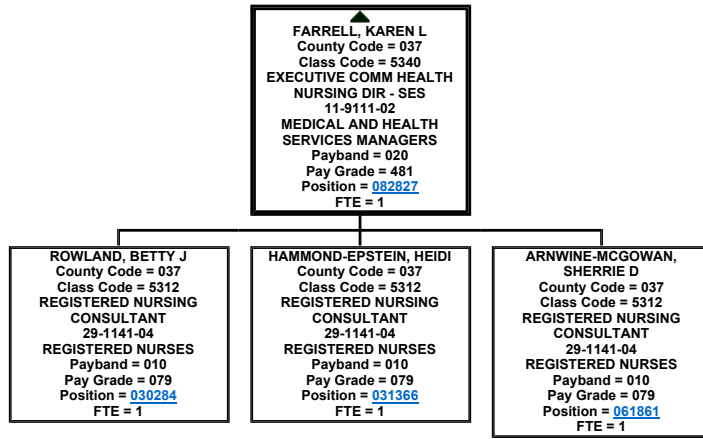 FARRELL, KAREN L
County Code = 037
Class Code = 5340
EXECUTIVE COMM HEALTH
NURSING DIR - SES
11-9111-02
MEDICAL AND HEALTH
SERVICES MANAGERS
Payband = 020
Pay Grade = 481
Position = 082827
FTE = 1
ROWLAND, BETTY J
County Code = 037
Class Code = 5312
REGISTERED NURSING
CONSULTANT
29-1141-04
REGISTERED NURSES
Payband = 010
Pay Grade = 079
Position = 030284
FTE = 1
HAMMOND-EPSTEIN, HEIDI
County Code = 037
Class Code = 5312
REGISTERED NURSING
CONSULTANT
29-1141-04
REGISTERED NURSES
Payband = 010
Pay Grade = 079
Position = 031366
FTE = 1
ARNWINE-MCGOWAN,
SHERRIE D
County Code = 037
Class Code = 5312
REGISTERED NURSING
CONSULTANT
29-1141-04
REGISTERED NURSES
Payband = 010
Pay Grade = 079
Position = 061861
FTE = 1